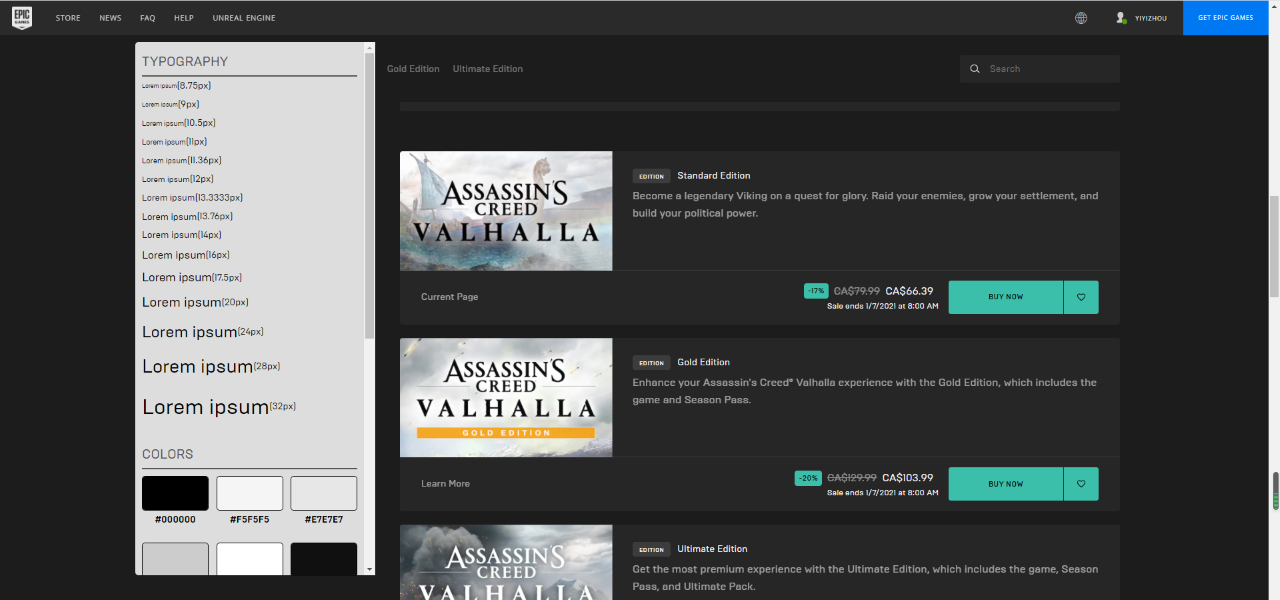 EPIC GAMES
STORE
NEWS
FAQ
HELP
UNREAL ENGINE
YIYIZHOU
GET EPIC GAMES
TYPOGRAPHY
Lorem ipsum(8.75px)
Lorem ipsum(9px)
Lorem ipsum(10.5px)
Lorem ipsum(11px)
Lorem ipsum(11.36px)
Lorem ipsum(12px)
Lorem ipsum(13.3333px)
Lorem ipsum(13.76px)
Lorem ipsum(14px)
Lorem ipsum(16px)
Lorem ipsum(17.5px)
Lorem ipsum(20px)
Lorem ipsum(24px)
Lorem ipsum(28px)
Lorem ipsum(32px)
COLORS
#000000
#F5F5F5
#E7E7E7
Gold Edition
Ultimate Edition
Search
ASSASSIN'S
CREED
VALHALLA
EDITION
Standard Edition
Become a legendary Viking on a quest for glory. Raid your enemies, grow your settlement, and
build your political power.
Current Page
-17%
CA$79.99
CA$66.39
Sale ends 1/7/2021 at 8:00 AM
BUY NOW
ASSASSIN'S
CREED
VALHALLA
GOLD EDITION
EDITION
Gold Edition
Enhance your Assassin's Creed® Valhalla experience with the Gold Edition, which includes the
game and Season Pass.
Learn More
-20%
CA$129.99
CA$103.99
Sale ends 1/7/2021 at 8:00 AM
BUY NOW
ASSASSIN'S
CREED
VALHALLA
EDITION
Ultimate Edition
Get the most premium experience with the Ultimate Edition, which includes the game, Season
Pass, and Ultimate Pack.